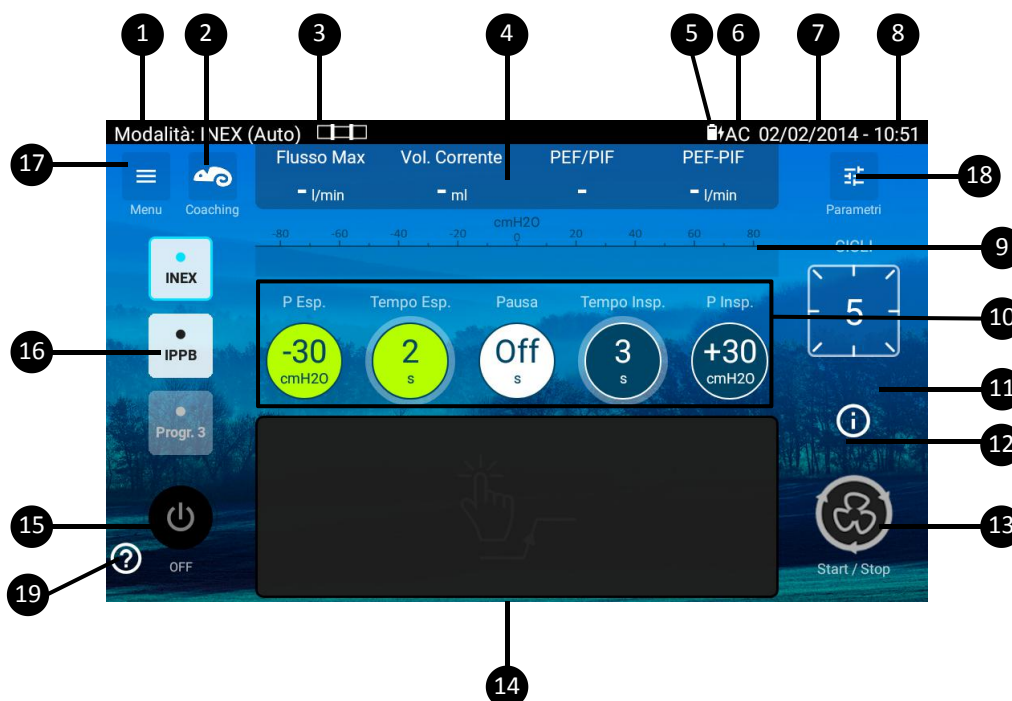 1 2 3 4 5 6 7 8
Modalità: INEX (Auto) AC 02/02/2014 - 10:51
17
Menu
Coaching
Flusso Max Vol. Corrente PEF/PIF PEF-PIF
- l/min - ml - - l/min
18
Parametri
cmH2O
-80 -60 -40 -20 0 20 40 60 80
9
CICLI
5
INEX
16
IPPB
Progr. 3
P Esp. Tempo Esp. Pausa Tempo Insp. P Insp.
-30 2 Off 3 +30
cmH2O s s s cmH2O
10
11
12
i
15
OFF
?
19
13
Start / Stop
14